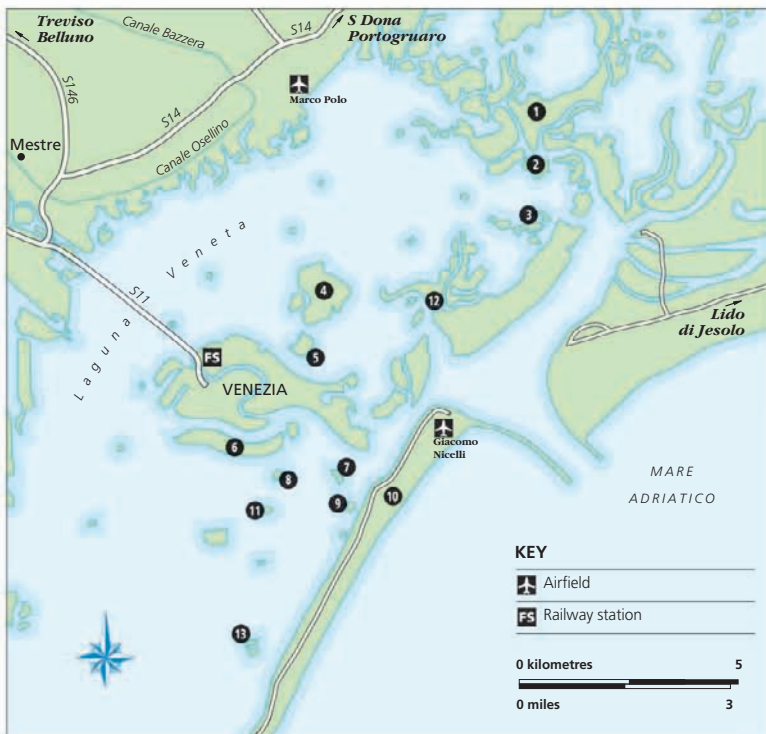 Treviso
Belluno
Canale Bazzera
S14
S Dona
Portogruaro
S146
S14
Marco Polo
Mestre
Canale Osellino
Laguna Veneta
S11
1
2
3
4
12
5
Lido
di Jesolo
FS
VENEZIA
6
7
8
9
10
11
13
Giacomo
Nicelli
MARE
ADRIATICO
KEY
Airfield
FS Railway station
0 kilometres 5
0 miles 3